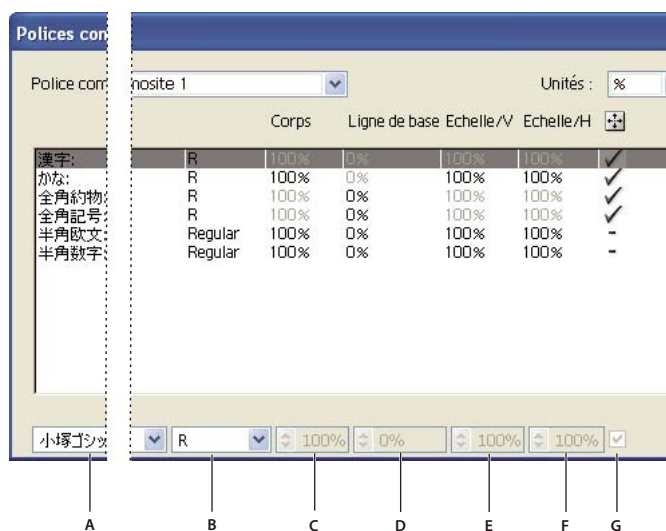 Polices con
Police com nosite 1 Unités : %
Corps Ligne de base Echelle/V Echelle/H
漢字: R 100% 0% 100% 100%
かな: R 100% 0% 100% 100%
全角約物: R 100% 0% 100% 100%
全角記号: R 100% 0% 100% 100%
半角欧文: Regular 100% 0% 100% 100% -
半角数字: Regular 100% 0% 100% 100% -
小塚ゴシッ R 100% 0% 100% 100%
A B C D E F G